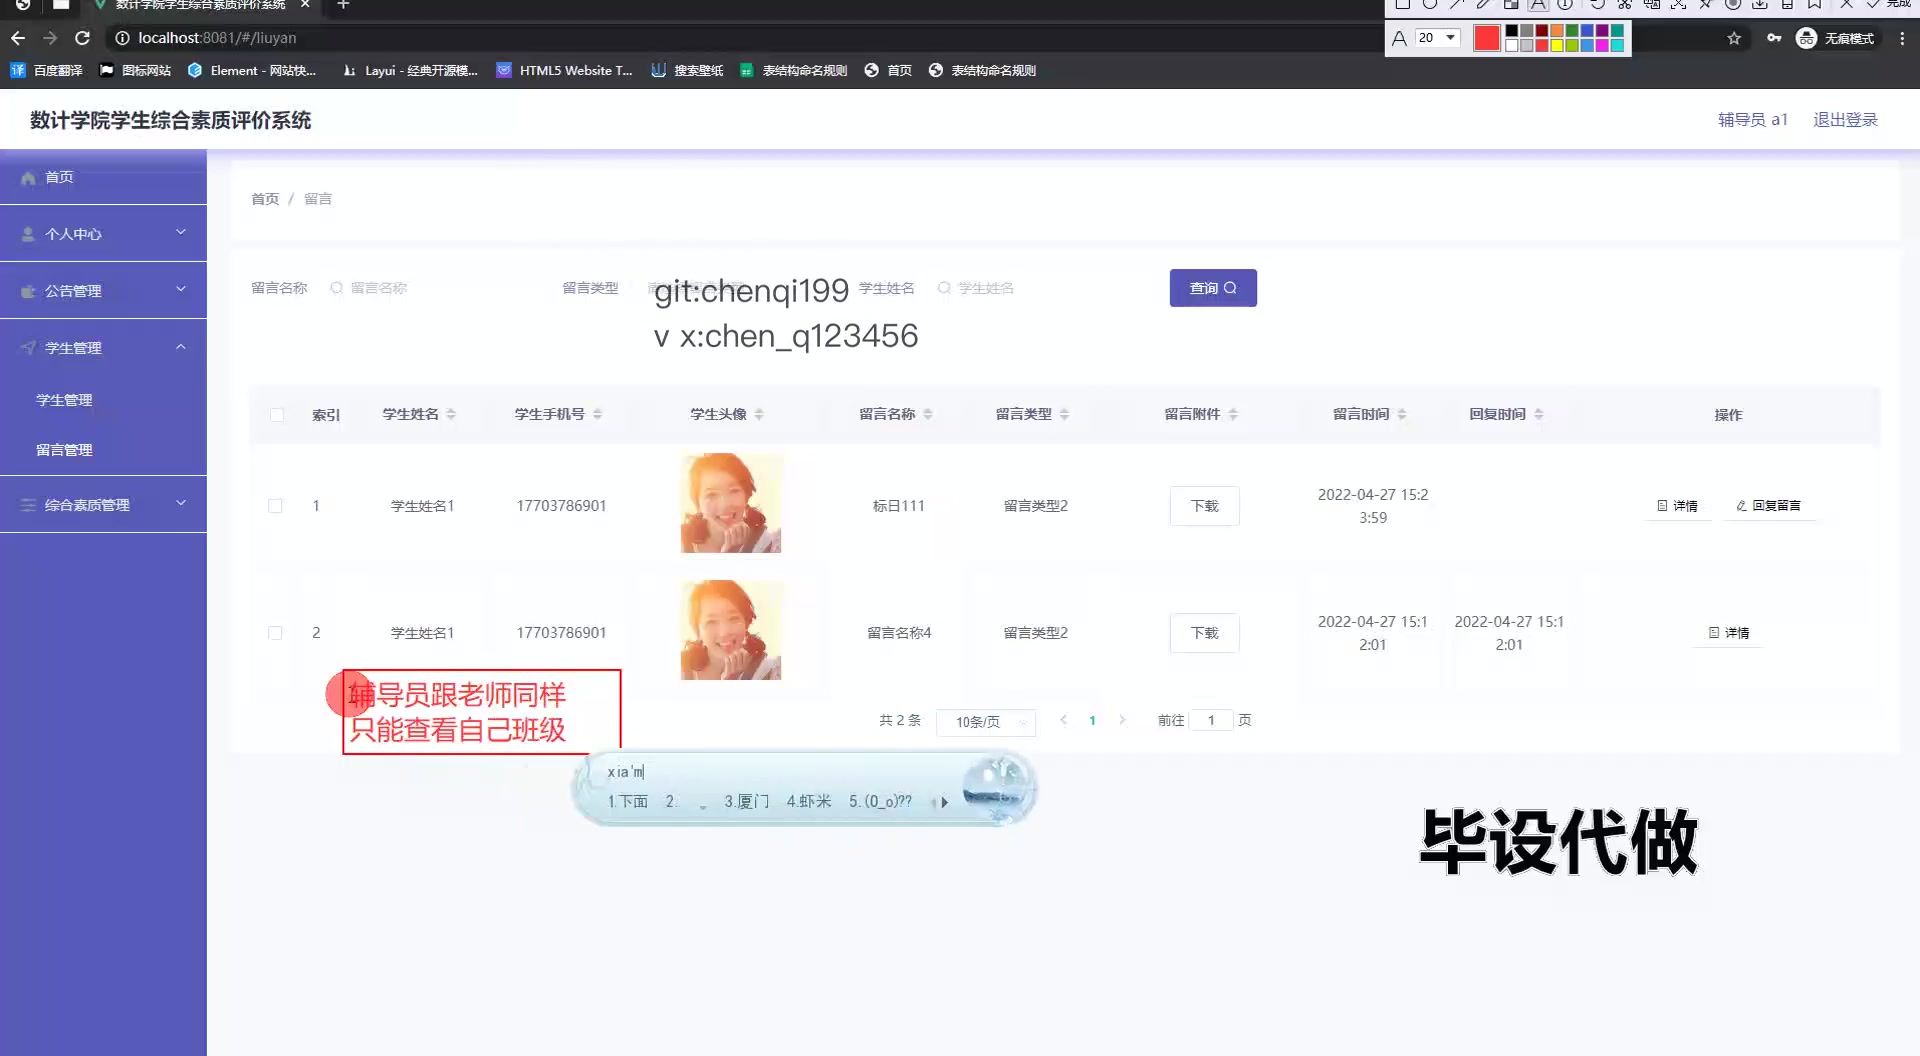 数计学院学生综合素质评价系统
完成
localhost:8081/#/liuyan
A 20
无痕模式
百度翻译 图标网站 Element - 网站快... Layui - 经典开源模... HTML5 Website T... 搜索壁纸 表结构命名规则 首页 表结构命名规则
数计学院学生综合素质评价系统
辅导员 a1 退出登录
首页
个人中心
公告管理
学生管理
学生管理
留言管理
综合素质管理
首页 / 留言
留言名称 留言名称 留言类型 学生姓名 学生姓名 查询
git:chenqi199
v x:chen_q123456
索引 学生姓名 学生手机号 学生头像 留言名称 留言类型 留言附件 留言时间 回复时间 操作
1 学生姓名1 17703786901 标日111 留言类型2 下载 2022-04-27 15:2 详情 回复留言
3:59
2 学生姓名1 17703786901 留言名称4 留言类型2 下载 2022-04-27 15:1 2022-04-27 15:1 详情
2:01 2:01
辅导员跟老师同样
只能查看自己班级
共 2 条 10条/页 1 前往 1 页
xia'm
1.下面 2. 3.厦门 4.虾米 5.(0_o)??
毕设代做